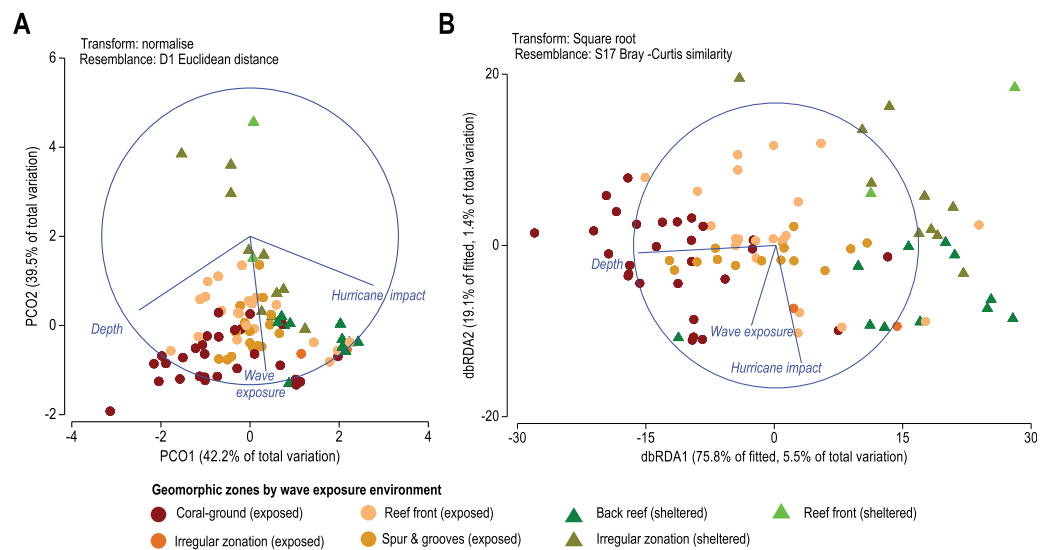 A
Transform: normalise
Resemblance: D1 Euclidean distance
6
4
2
0
-2
PCO2 (39.5% of total variation)
Depth
Hurricane impact
Wave
exposure
-4
-2
0
2
4
PCO1 (42.2% of total variation)
B
Transform: Square root
Resemblance: S17 Bray -Curtis similarity
20
0
-20
dbRDA2 (19.1% of fitted, 1.4% of total variation)
Depth
Wave exposure
Hurricane impact
-30
-15
0
15
30
dbRDA1 (75.8% of fitted, 5.5% of total variation)
Geomorphic zones by wave exposure environment
Coral-ground (exposed)
Reef front (exposed)
Back reef (sheltered)
Reef front (sheltered)
Irregular zonation (exposed)
Spur & grooves (exposed)
Irregular zonation (sheltered)